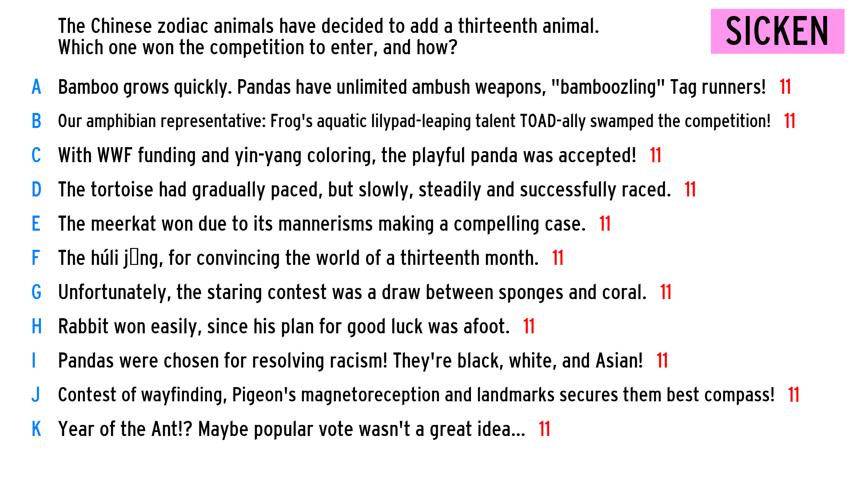 The Chinese zodiac animals have decided to add a thirteenth animal.
Which one won the competition to enter, and how?
SICKEN
A Bamboo grows quickly. Pandas have unlimited ambush weapons, "bamboozling" Tag runners! 11
B Our amphibian representative: Frog's aquatic lilypad-leaping talent TOAD-ally swamped the competition! 11
C With WWF funding and yin-yang coloring, the playful panda was accepted! 11
D The tortoise had gradually paced, but slowly, steadily and successfully raced. 11
E The meerkat won due to its mannerisms making a compelling case. 11
F The húli j▯ng, for convincing the world of a thirteenth month. 11
G Unfortunately, the staring contest was a draw between sponges and coral. 11
H Rabbit won easily, since his plan for good luck was afoot. 11
I Pandas were chosen for resolving racism! They're black, white, and Asian! 11
J Contest of wayfinding, Pigeon's magnetoreception and landmarks secures them best compass! 11
K Year of the Ant!? Maybe popular vote wasn't a great idea... 11